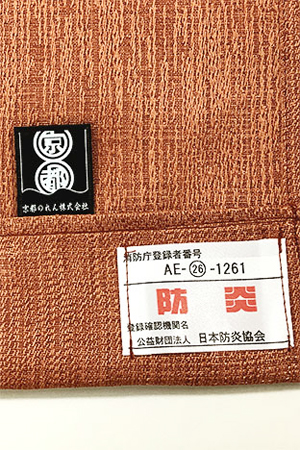 京都
京都のれん株式会社
消防庁登録者番号
AE-㉖-1261
防炎
登録確認機関名
公益財団法人 日本防炎協会